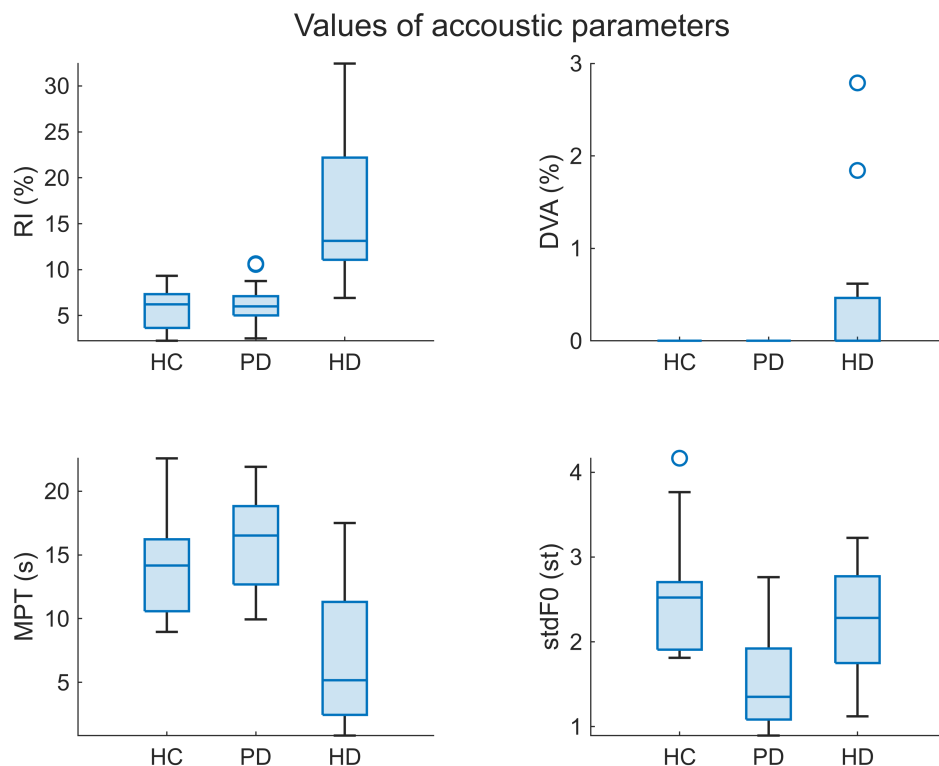 Values of accoustic parameters
RI (%)
30
25
20
15
10
5
HC PD HD
DVA (%)
3
2
1
0
HC PD HD
MPT (s)
20
15
10
5
HC PD HD
stdF0 (st)
4
3
2
1
HC PD HD